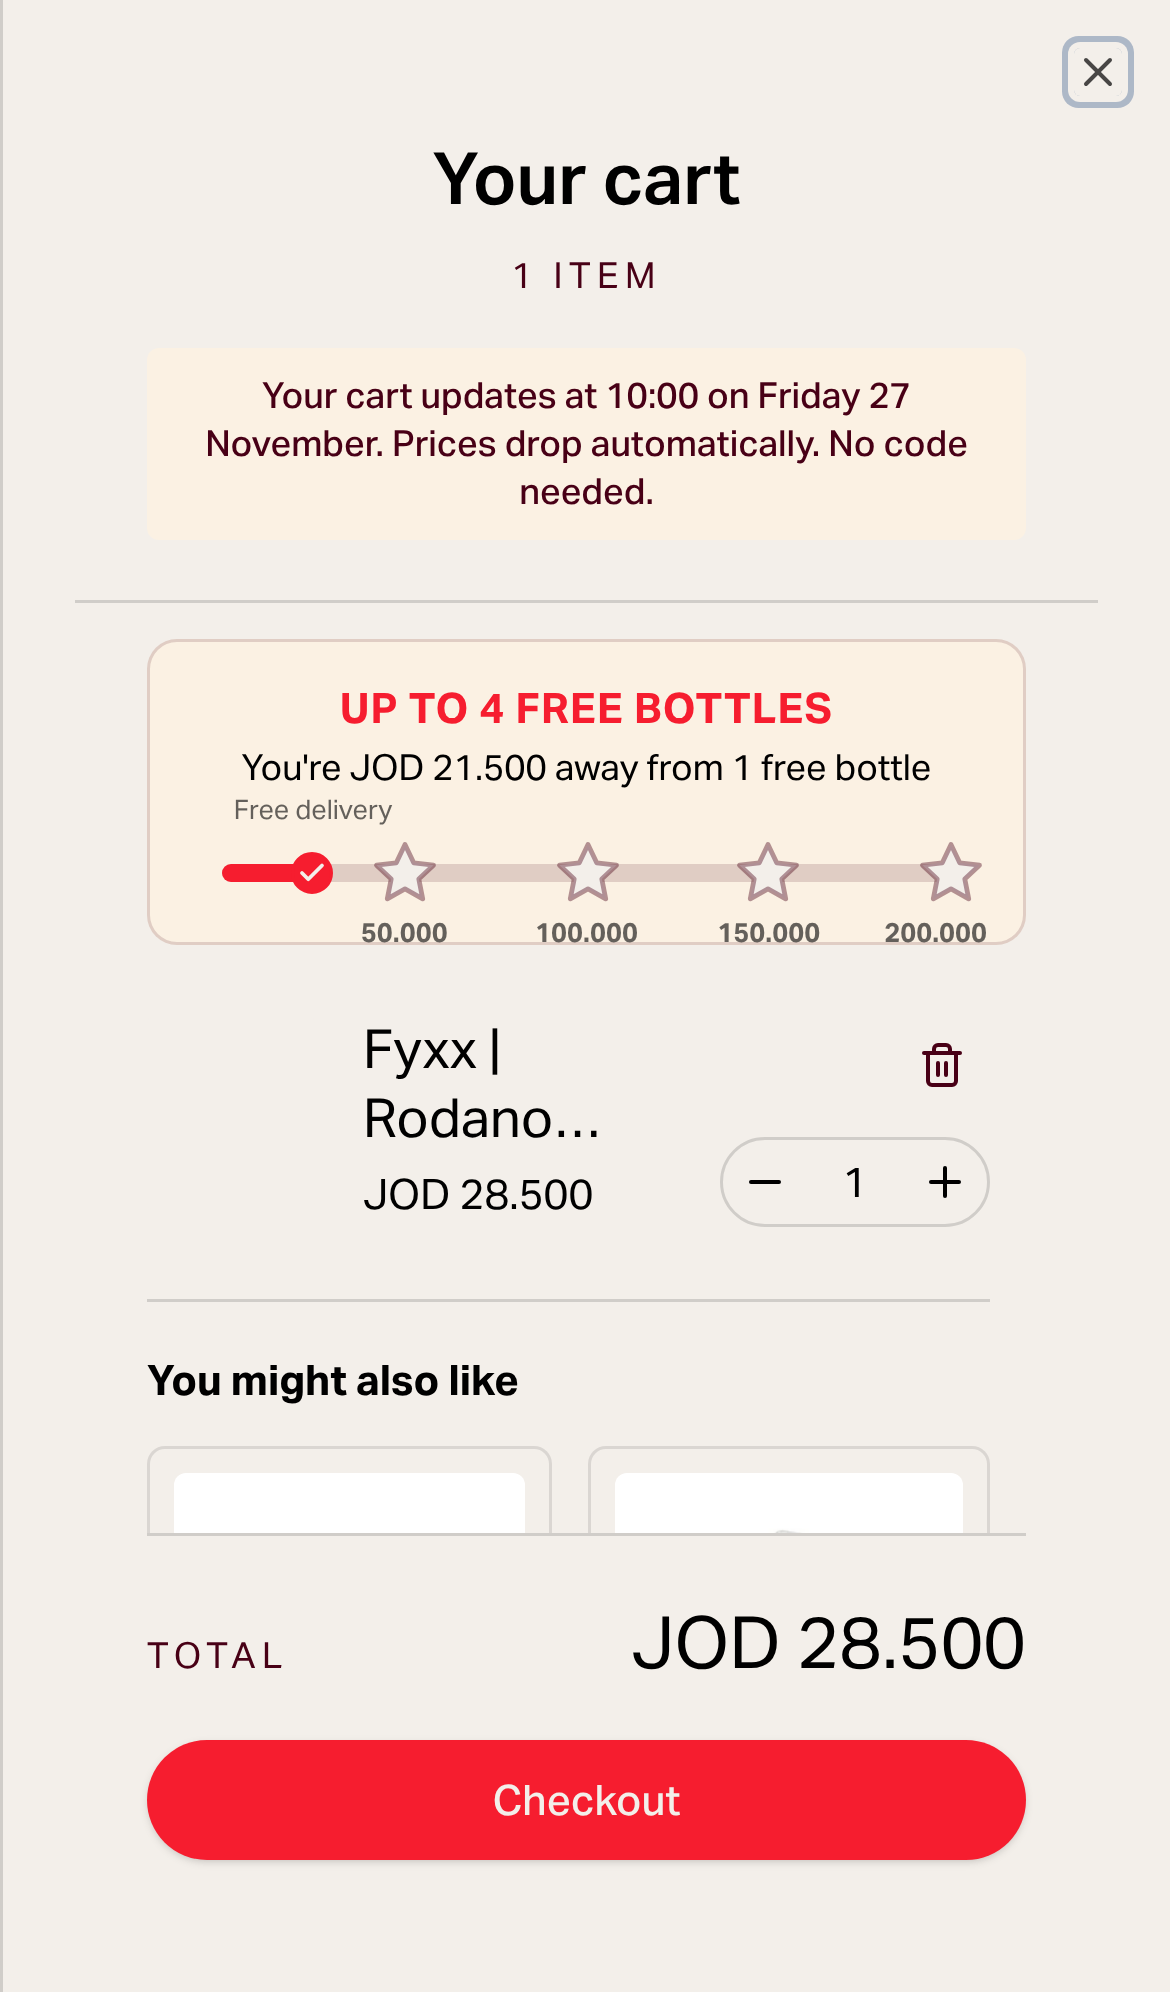 Your cart
1 ITEM
Your cart updates at 10:00 on Friday 27
November. Prices drop automatically. No code
needed.
UP TO 4 FREE BOTTLES
You're JOD 21.500 away from 1 free bottle
Free delivery
50.000 100.000 150.000 200.000
Fyxx |
Rodano...
JOD 28.500
1
You might also like
TOTAL JOD 28.500
Checkout